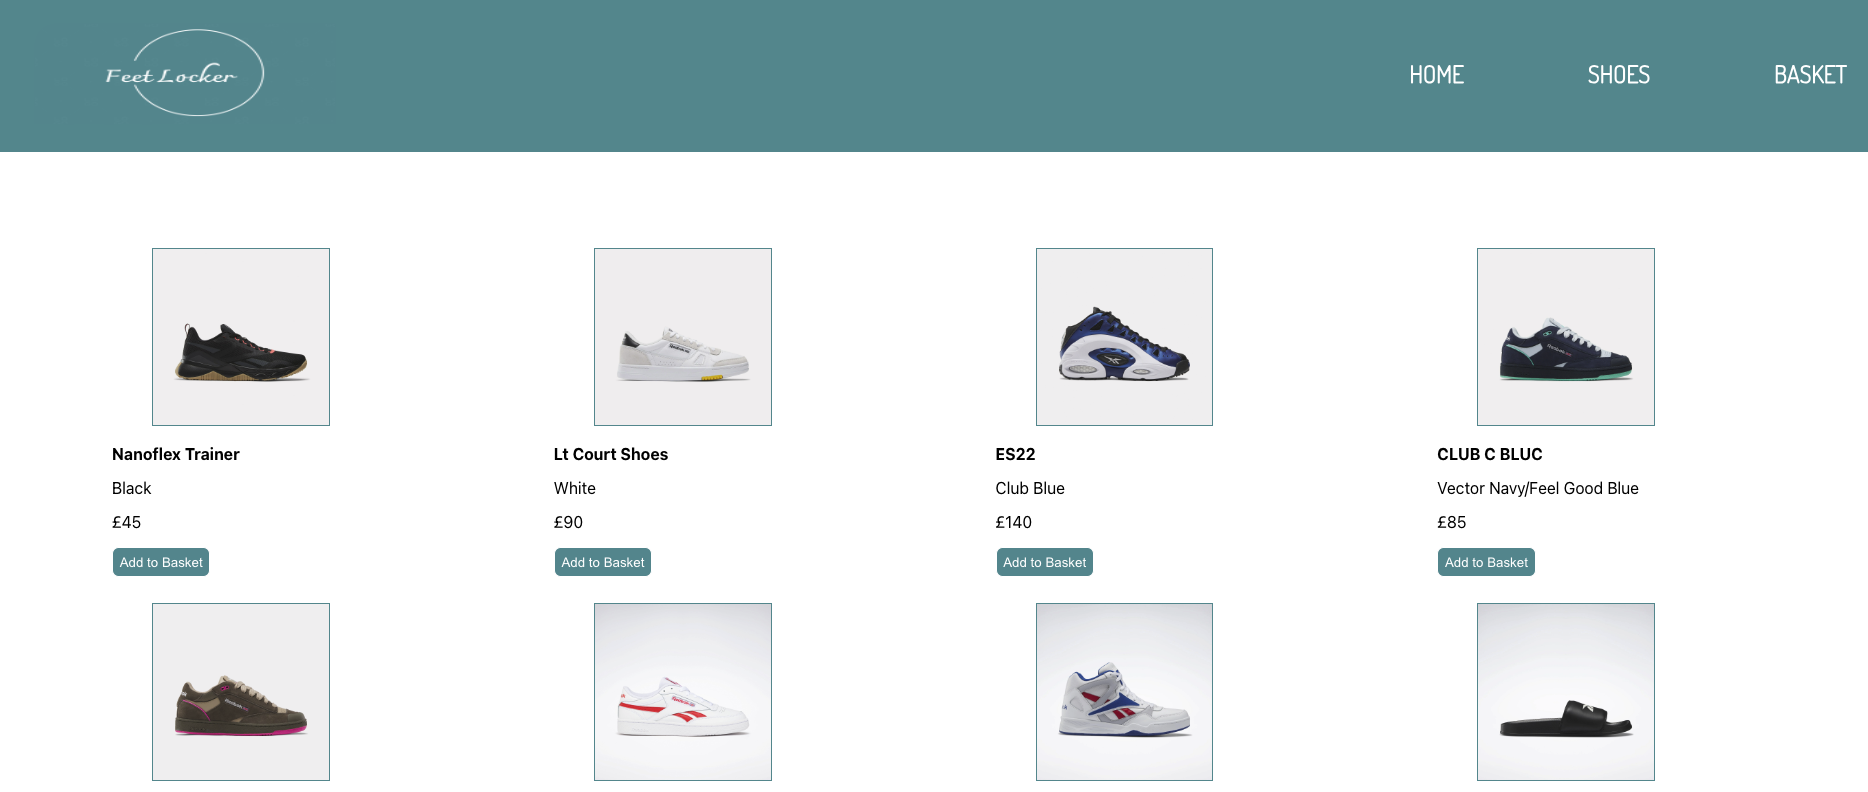 Feet Locker
HOME
SHOES
BASKET
Nanoflex Trainer
Black
£45
Add to Basket
Lt Court Shoes
White
£90
Add to Basket
ES22
Club Blue
£140
Add to Basket
CLUB C BLUC
Vector Navy/Feel Good Blue
£85
Add to Basket